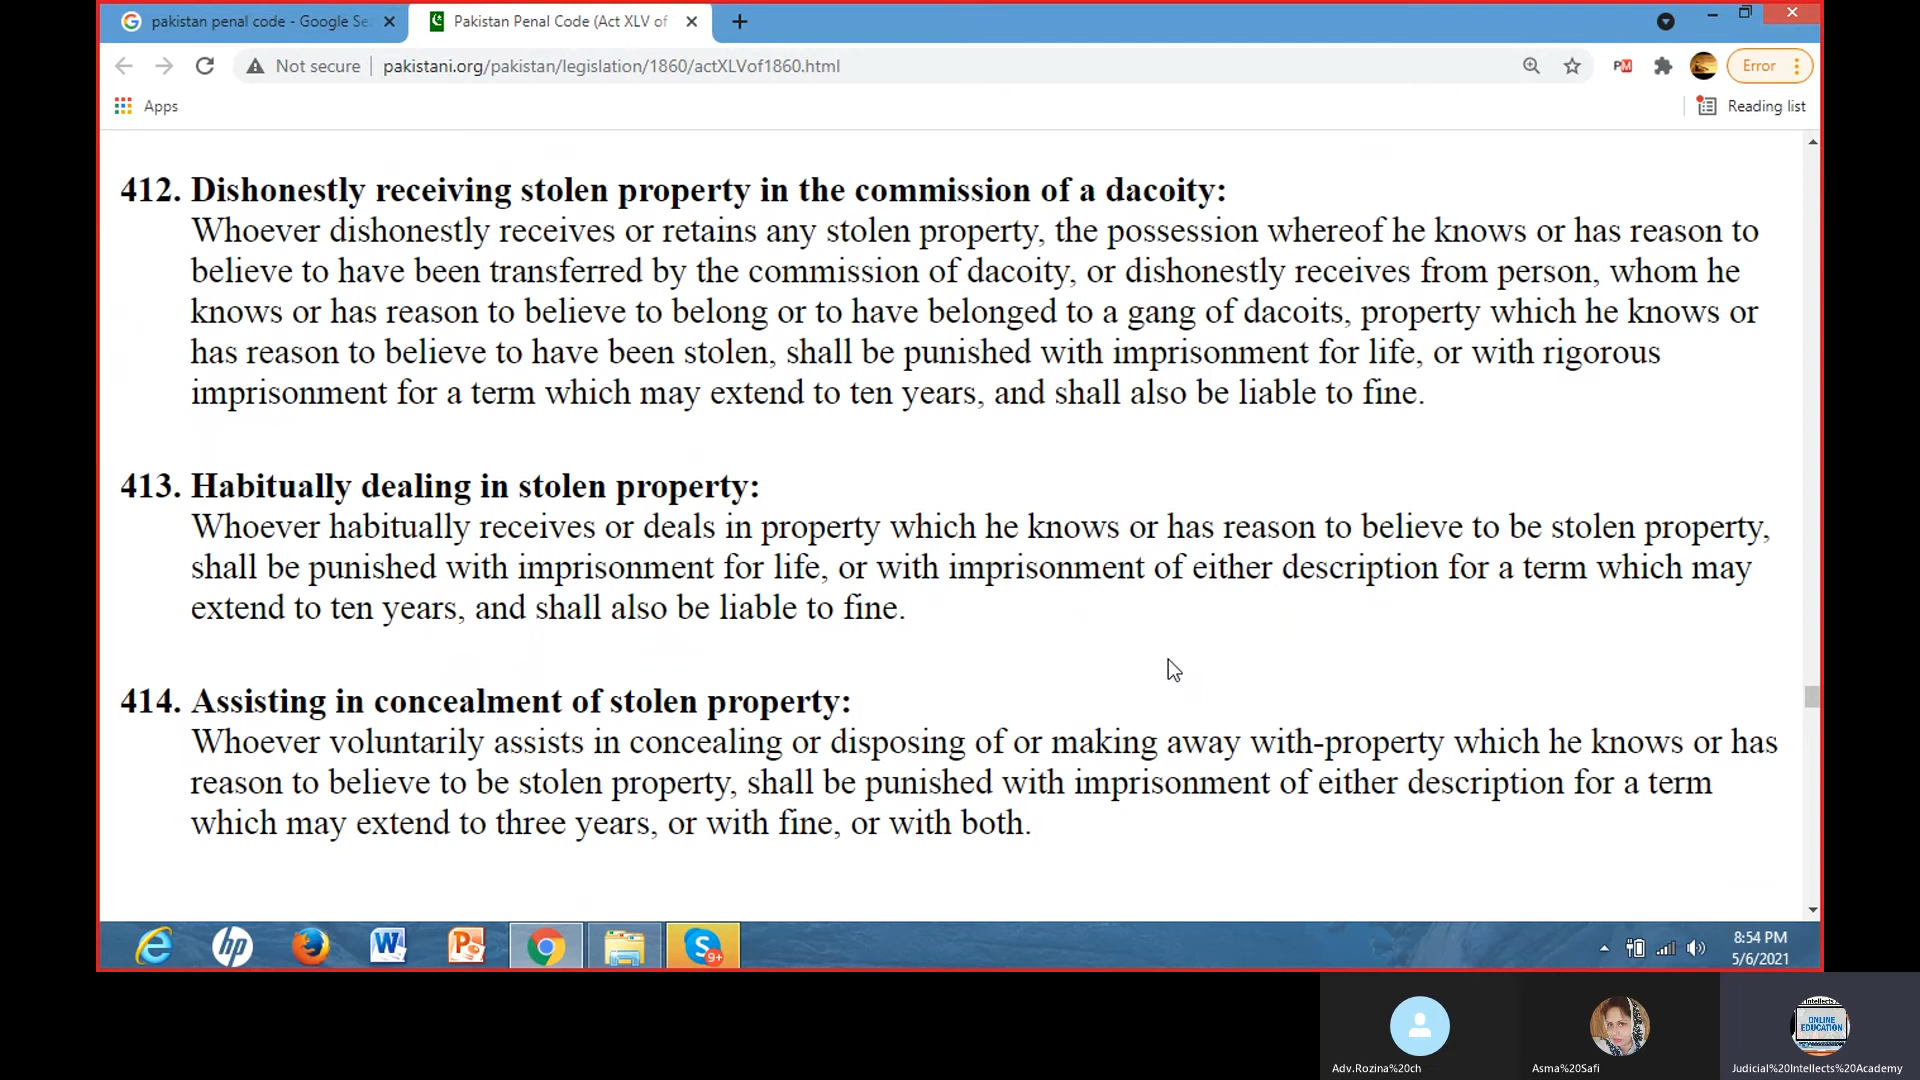 pakistan penal code - Google Se
Pakistan Penal Code (Act XLV of
Not secure
pakistani.org/pakistan/legislation/1860/actXLVof1860.html
PM
Error
Apps
Reading list
412. Dishonestly receiving stolen property in the commission of a dacoity:
Whoever dishonestly receives or retains any stolen property, the possession whereof he knows or has reason to
believe to have been transferred by the commission of dacoity, or dishonestly receives from person, whom he
knows or has reason to believe to belong or to have belonged to a gang of dacoits, property which he knows or
has reason to believe to have been stolen, shall be punished with imprisonment for life, or with rigorous
imprisonment for a term which may extend to ten years, and shall also be liable to fine.
413. Habitually dealing in stolen property:
Whoever habitually receives or deals in property which he knows or has reason to believe to be stolen property,
shall be punished with imprisonment for life, or with imprisonment of either description for a term which may
extend to ten years, and shall also be liable to fine.
414. Assisting in concealment of stolen property:
Whoever voluntarily assists in concealing or disposing of or making away with-property which he knows or has
reason to believe to be stolen property, shall be punished with imprisonment of either description for a term
which may extend to three years, or with fine, or with both.
hp
9+
8:54 PM
5/6/2021
ONLINE
EDUCATION
Adv.Rozina%20ch
Asma%20Safi
Judicial%20Intellects%20Academy